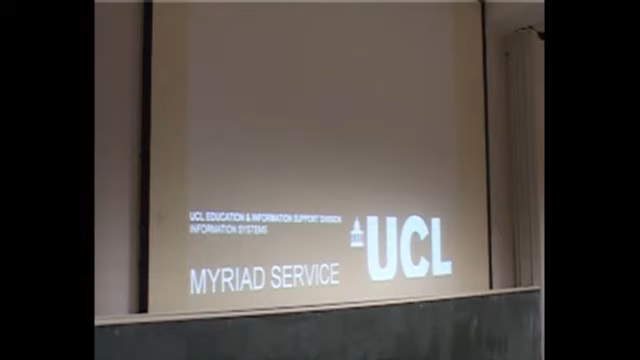 UCL EDUCATION & INFORMATION SUPPORT DIVISION
INFORMATION SYSTEMS
UCL
MYRIAD SERVICE